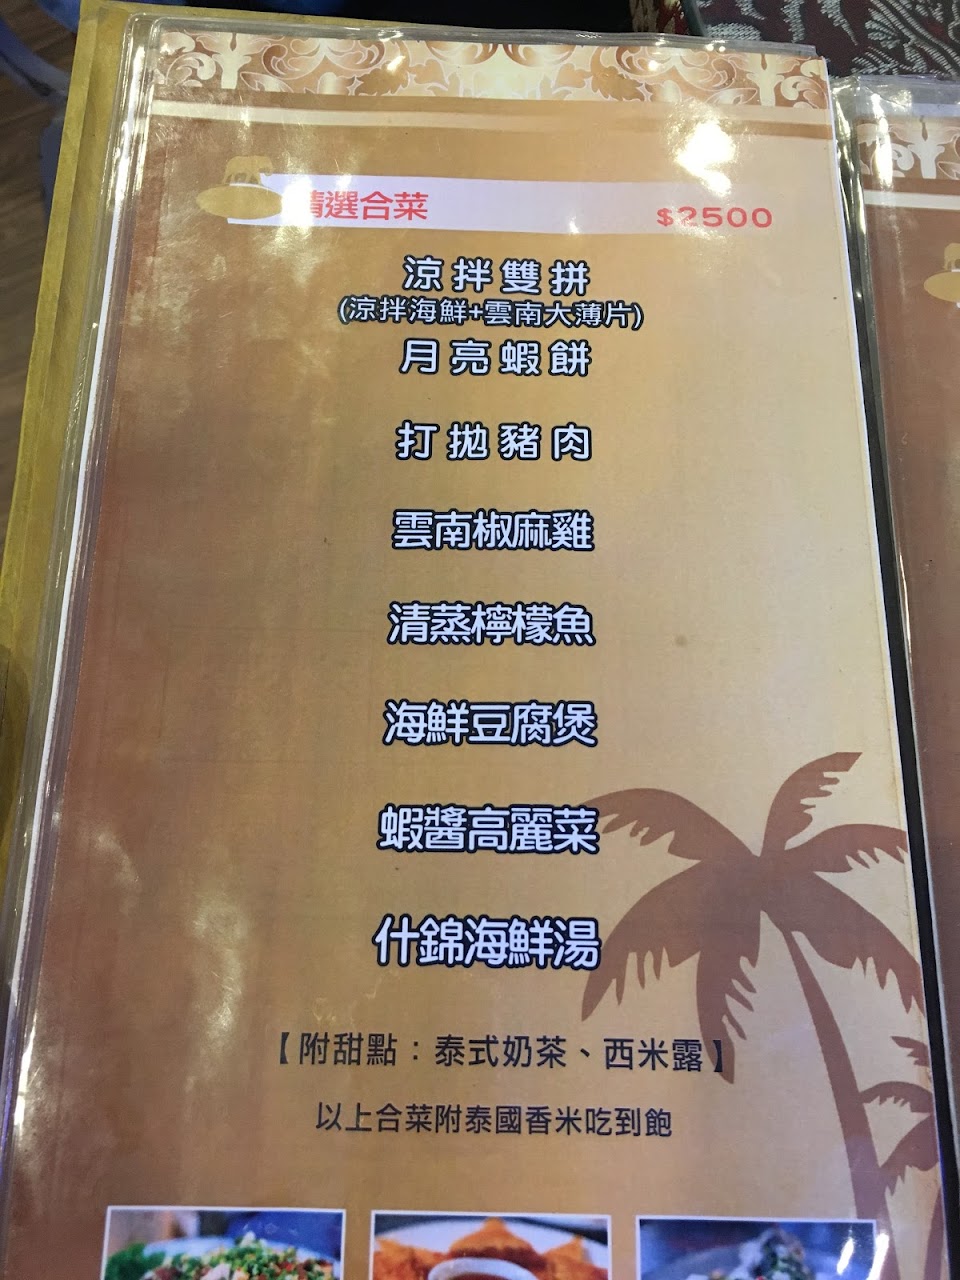 精選合菜 $2500
涼拌雙拼
(涼拌海鮮+雲南大薄片)
月亮蝦餅
打拋豬肉
雲南椒麻雞
清蒸檸檬魚
海鮮豆腐煲
蝦醬高麗菜
什錦海鮮湯
【附甜點：泰式奶茶、西米露】
以上合菜附泰國香米吃到飽